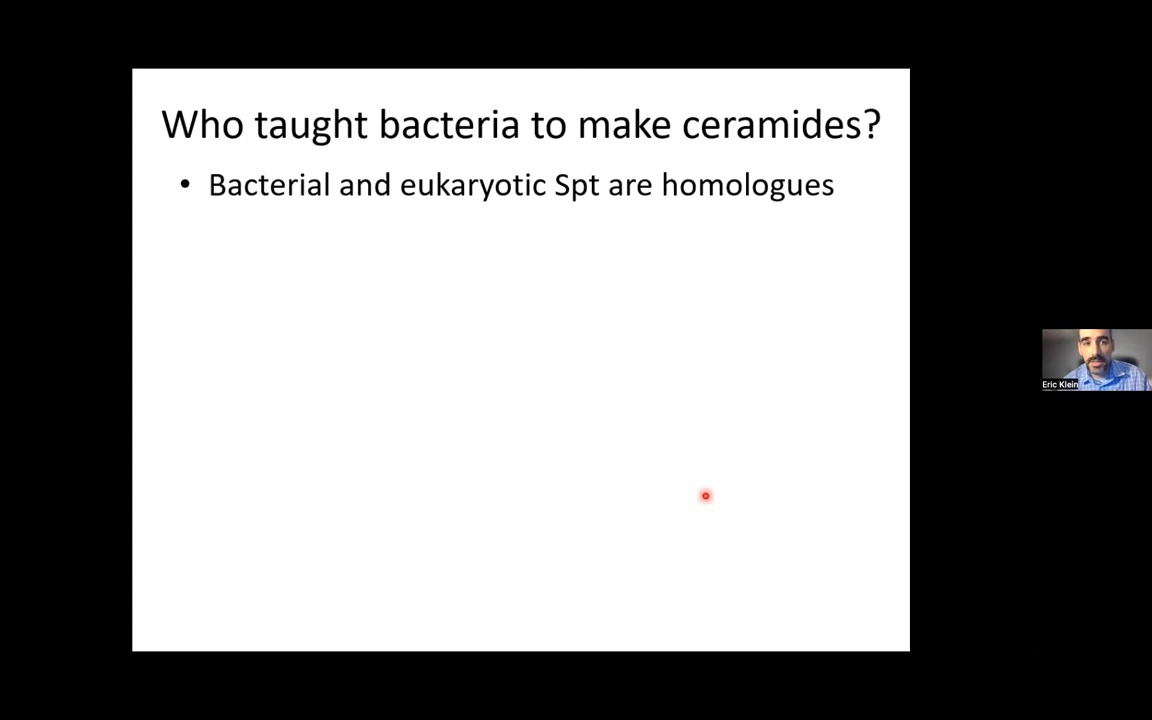 Who taught bacteria to make ceramides?
• Bacterial and eukaryotic Spt are homologues
Eric Klein